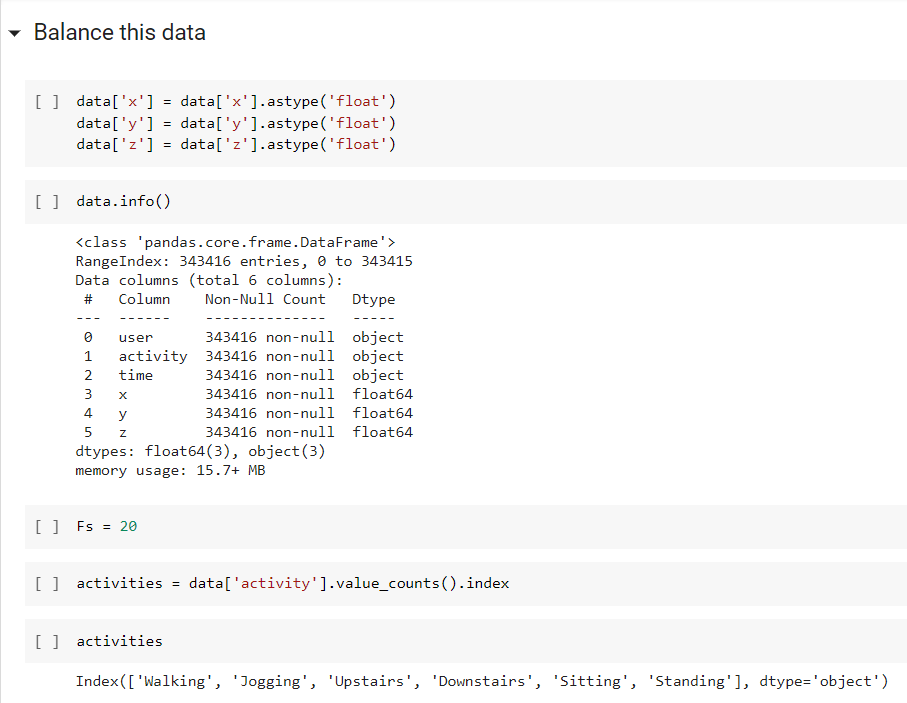 Balance this data
[ ] data['x'] = data['x'].astype('float')
data['y'] = data['y'].astype('float')
data['z'] = data['z'].astype('float')
[ ] data.info()
<class 'pandas.core.frame.DataFrame'>
RangeIndex: 343416 entries, 0 to 343415
Data columns (total 6 columns):
 #   Column    Non-Null Count   Dtype
---  ------    --------------   -----
 0   user      343416 non-null  object
 1   activity  343416 non-null  object
 2   time      343416 non-null  object
 3   x         343416 non-null  float64
 4   y         343416 non-null  float64
 5   z         343416 non-null  float64
dtypes: float64(3), object(3)
memory usage: 15.7+ MB
[ ] Fs = 20
[ ] activities = data['activity'].value_counts().index
[ ] activities
Index(['Walking', 'Jogging', 'Upstairs', 'Downstairs', 'Sitting', 'Standing'], dtype='object')